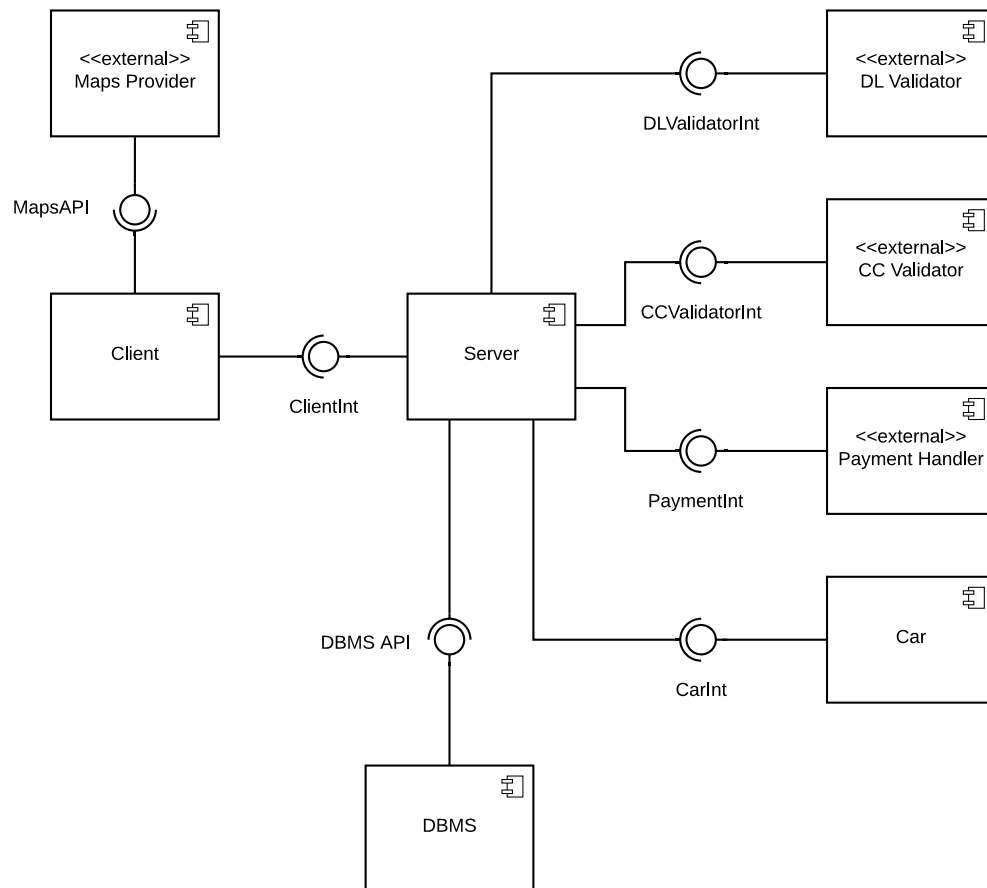 <<external>>
Maps Provider
<<external>>
DL Validator
DLValidatorInt
MapsAPI
<<external>>
CC Validator
CCValidatorInt
Client
Server
ClientInt
<<external>>
Payment Handler
PaymentInt
DBMS API
Car
CarInt
DBMS